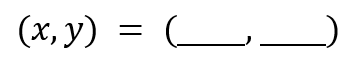 (x, y) = (____, ____)